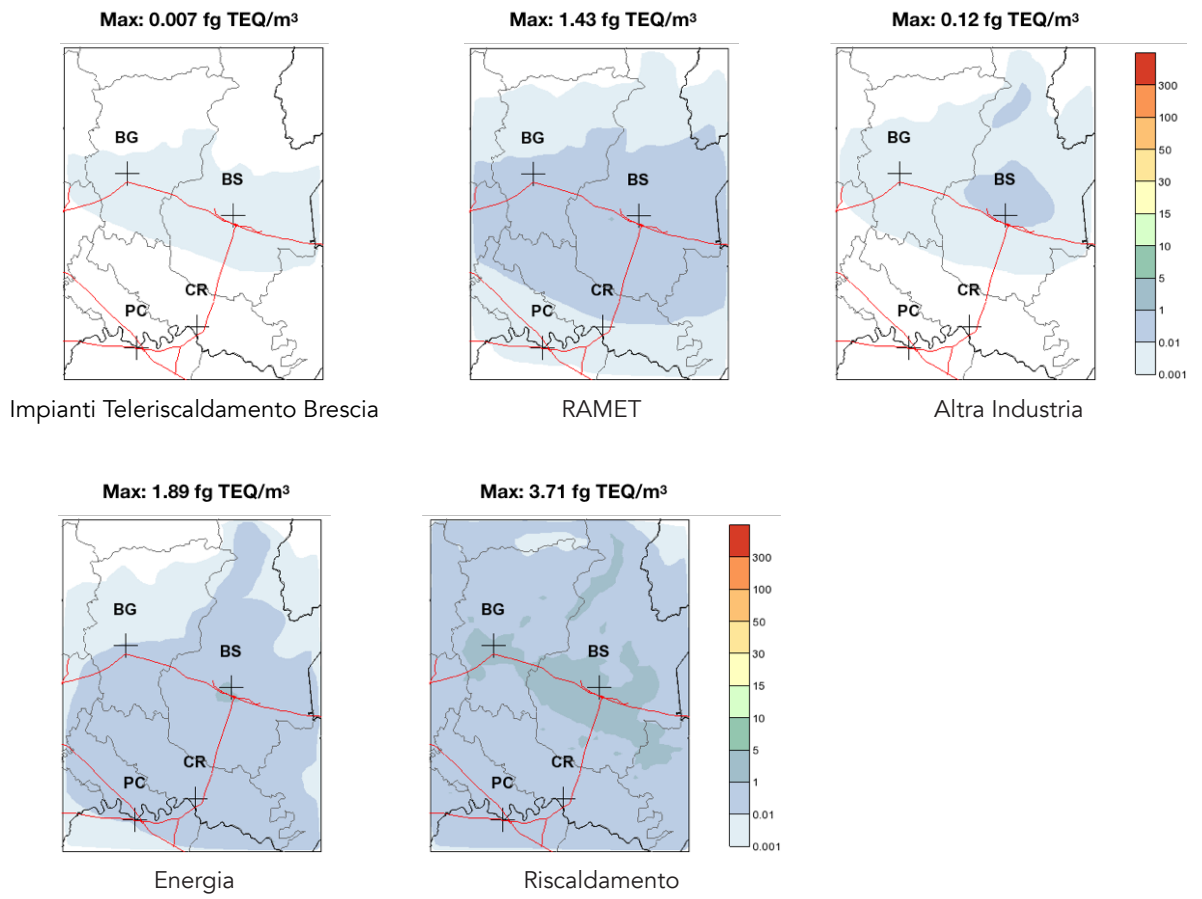 Max: 0.007 fg TEQ/m³
Max: 1.43 fg TEQ/m³
Max: 0.12 fg TEQ/m³
BG
BS
CR
PC
BG
BS
CR
PC
BG
BS
CR
PC
300
100
50
30
15
10
5
1
0.01
0.001
Impianti Teleriscaldamento Brescia
RAMET
Altra Industria
Max: 1.89 fg TEQ/m³
Max: 3.71 fg TEQ/m³
BG
BS
CR
PC
BG
BS
CR
PC
300
100
50
30
15
10
5
1
0.01
0.001
Energia
Riscaldamento